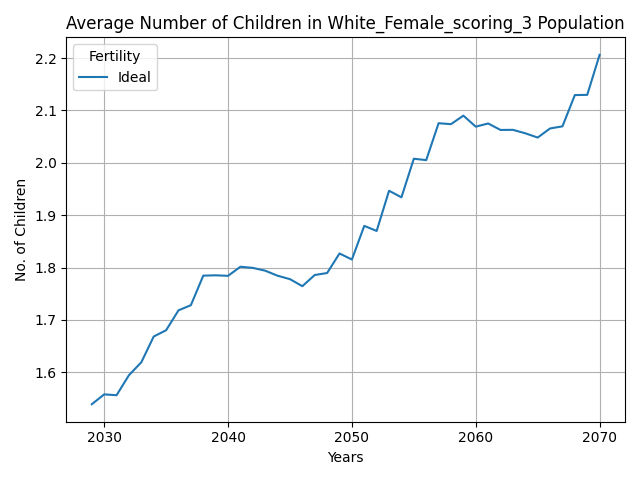 Average Number of Children in White_Female_scoring_3 Population
Fertility
Ideal
No. of Children
2.2
2.1
2.0
1.9
1.8
1.7
1.6
2030 2040 2050 2060 2070
Years